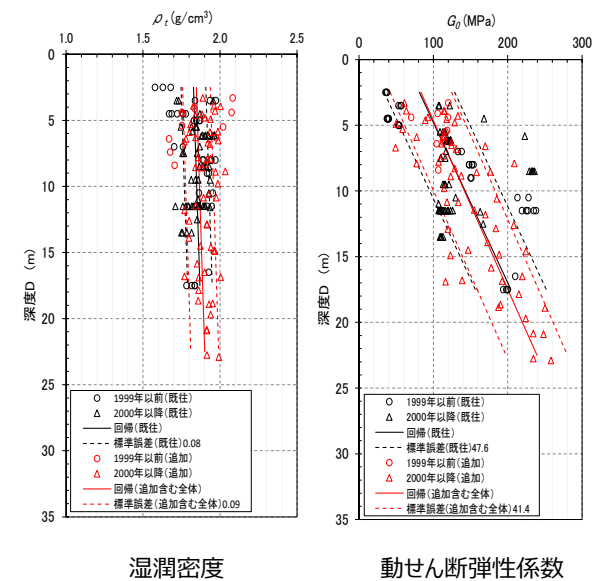 ρt(g/cm³)
1.0 1.5 2.0 2.5
0
5
10
15
20
25
30
35
深度D (m)
1999年以前(既往)
2000年以降(既往)
回帰(既往)
標準誤差(既往)0.08
1999年以前(追加)
2000年以降(追加)
回帰(追加含む全体)
標準誤差(追加含む全体)0.09
湿潤密度
G0(MPa)
0 100 200 300
0
5
10
15
20
25
30
35
深度D (m)
1999年以前(既往)
2000年以降(既往)
回帰(既往)
標準誤差(既往)47.6
1999年以前(追加)
2000年以降(追加)
回帰(追加含む全体)
標準誤差(追加含む全体)41.4
動せん断弾性係数